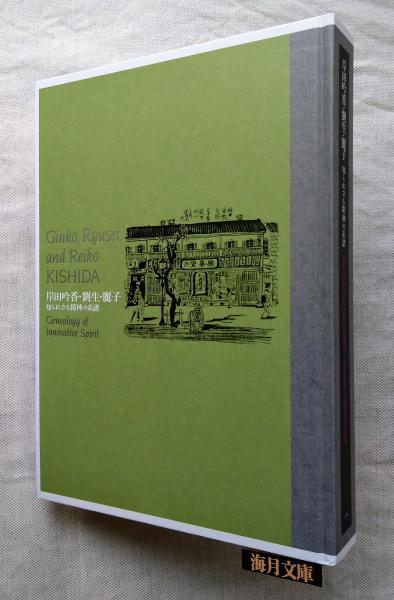 Ginko, Ryusei,
and Reiko
KISHIDA
岸田吟香・劉生・麗子
知られざる精神の系譜
Genealogy of
Innovative Spirit
岸田吟香・劉生・麗子 知られざる精神の系譜
海月文庫